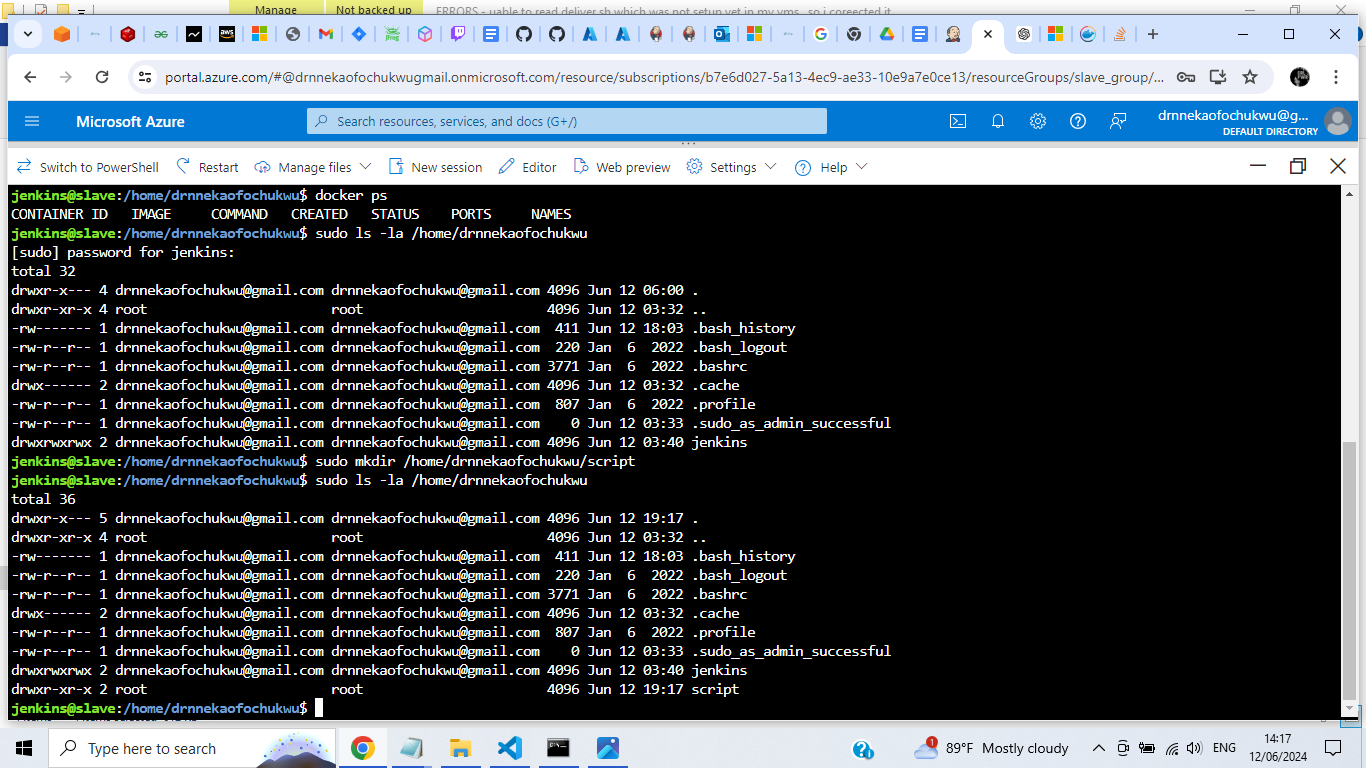 Manage
Not backed up
ERRORS - uable to read deliver.sh which was not setup yet in my vms, so i coreected it
portal.azure.com/#@drnnekaofochukwugmail.onmicrosoft.com/resource/subscriptions/b7e6d027-5a13-4ec9-ae33-10e9a7e0ce13/resourceGroups/slave_group/...
Microsoft Azure
Search resources, services, and docs (G+/)
drnnekaofochukwu@g...
DEFAULT DIRECTORY
Switch to PowerShell Restart Manage files New session Editor Web preview Settings Help
jenkins@slave:/home/drnnekaofochukwu$ docker ps
CONTAINER ID   IMAGE     COMMAND   CREATED   STATUS    PORTS     NAMES
jenkins@slave:/home/drnnekaofochukwu$ sudo ls -la /home/drnnekaofochukwu
[sudo] password for jenkins:
total 32
drwxr-x--- 4 drnnekaofochukwu@gmail.com drnnekaofochukwu@gmail.com 4096 Jun 12 06:00 .
drwxr-xr-x 4 root                       root                       4096 Jun 12 03:32 ..
-rw------- 1 drnnekaofochukwu@gmail.com drnnekaofochukwu@gmail.com  411 Jun 12 18:03 .bash_history
-rw-r--r-- 1 drnnekaofochukwu@gmail.com drnnekaofochukwu@gmail.com  220 Jan  6  2022 .bash_logout
-rw-r--r-- 1 drnnekaofochukwu@gmail.com drnnekaofochukwu@gmail.com 3771 Jan  6  2022 .bashrc
drwx------ 2 drnnekaofochukwu@gmail.com drnnekaofochukwu@gmail.com 4096 Jun 12 03:32 .cache
-rw-r--r-- 1 drnnekaofochukwu@gmail.com drnnekaofochukwu@gmail.com  807 Jan  6  2022 .profile
-rw-r--r-- 1 drnnekaofochukwu@gmail.com drnnekaofochukwu@gmail.com    0 Jun 12 03:33 .sudo_as_admin_successful
drwxrwxrwx 2 drnnekaofochukwu@gmail.com drnnekaofochukwu@gmail.com 4096 Jun 12 03:40 jenkins
jenkins@slave:/home/drnnekaofochukwu$ sudo mkdir /home/drnnekaofochukwu/script
jenkins@slave:/home/drnnekaofochukwu$ sudo ls -la /home/drnnekaofochukwu
total 36
drwxr-x--- 5 drnnekaofochukwu@gmail.com drnnekaofochukwu@gmail.com 4096 Jun 12 19:17 .
drwxr-xr-x 4 root                       root                       4096 Jun 12 03:32 ..
-rw------- 1 drnnekaofochukwu@gmail.com drnnekaofochukwu@gmail.com  411 Jun 12 18:03 .bash_history
-rw-r--r-- 1 drnnekaofochukwu@gmail.com drnnekaofochukwu@gmail.com  220 Jan  6  2022 .bash_logout
-rw-r--r-- 1 drnnekaofochukwu@gmail.com drnnekaofochukwu@gmail.com 3771 Jan  6  2022 .bashrc
drwx------ 2 drnnekaofochukwu@gmail.com drnnekaofochukwu@gmail.com 4096 Jun 12 03:32 .cache
-rw-r--r-- 1 drnnekaofochukwu@gmail.com drnnekaofochukwu@gmail.com  807 Jan  6  2022 .profile
-rw-r--r-- 1 drnnekaofochukwu@gmail.com drnnekaofochukwu@gmail.com    0 Jun 12 03:33 .sudo_as_admin_successful
drwxrwxrwx 2 drnnekaofochukwu@gmail.com drnnekaofochukwu@gmail.com 4096 Jun 12 03:40 jenkins
drwxr-xr-x 2 root                       root                       4096 Jun 12 19:17 script
jenkins@slave:/home/drnnekaofochukwu$
Type here to search
1
89°F Mostly cloudy
ENG
14:17
12/06/2024